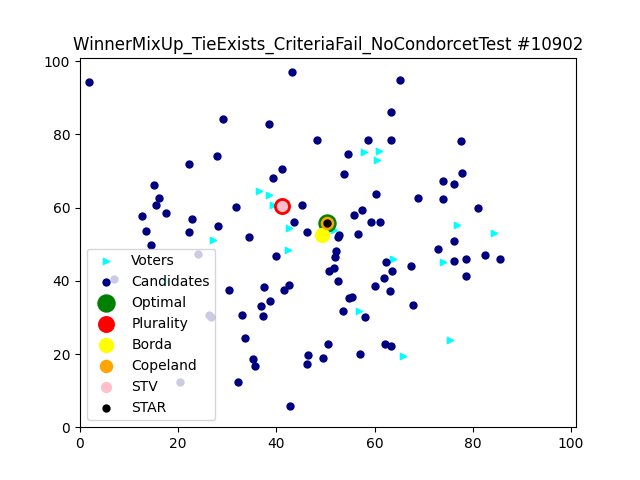 WinnerMixUp_TieExists_CriteriaFail_NoCondorcetTest #10902
100
80
60
40
20
0
Voters
Candidates
Optimal
Plurality
Borda
Copeland
STV
STAR
0 20 40 60 80 100